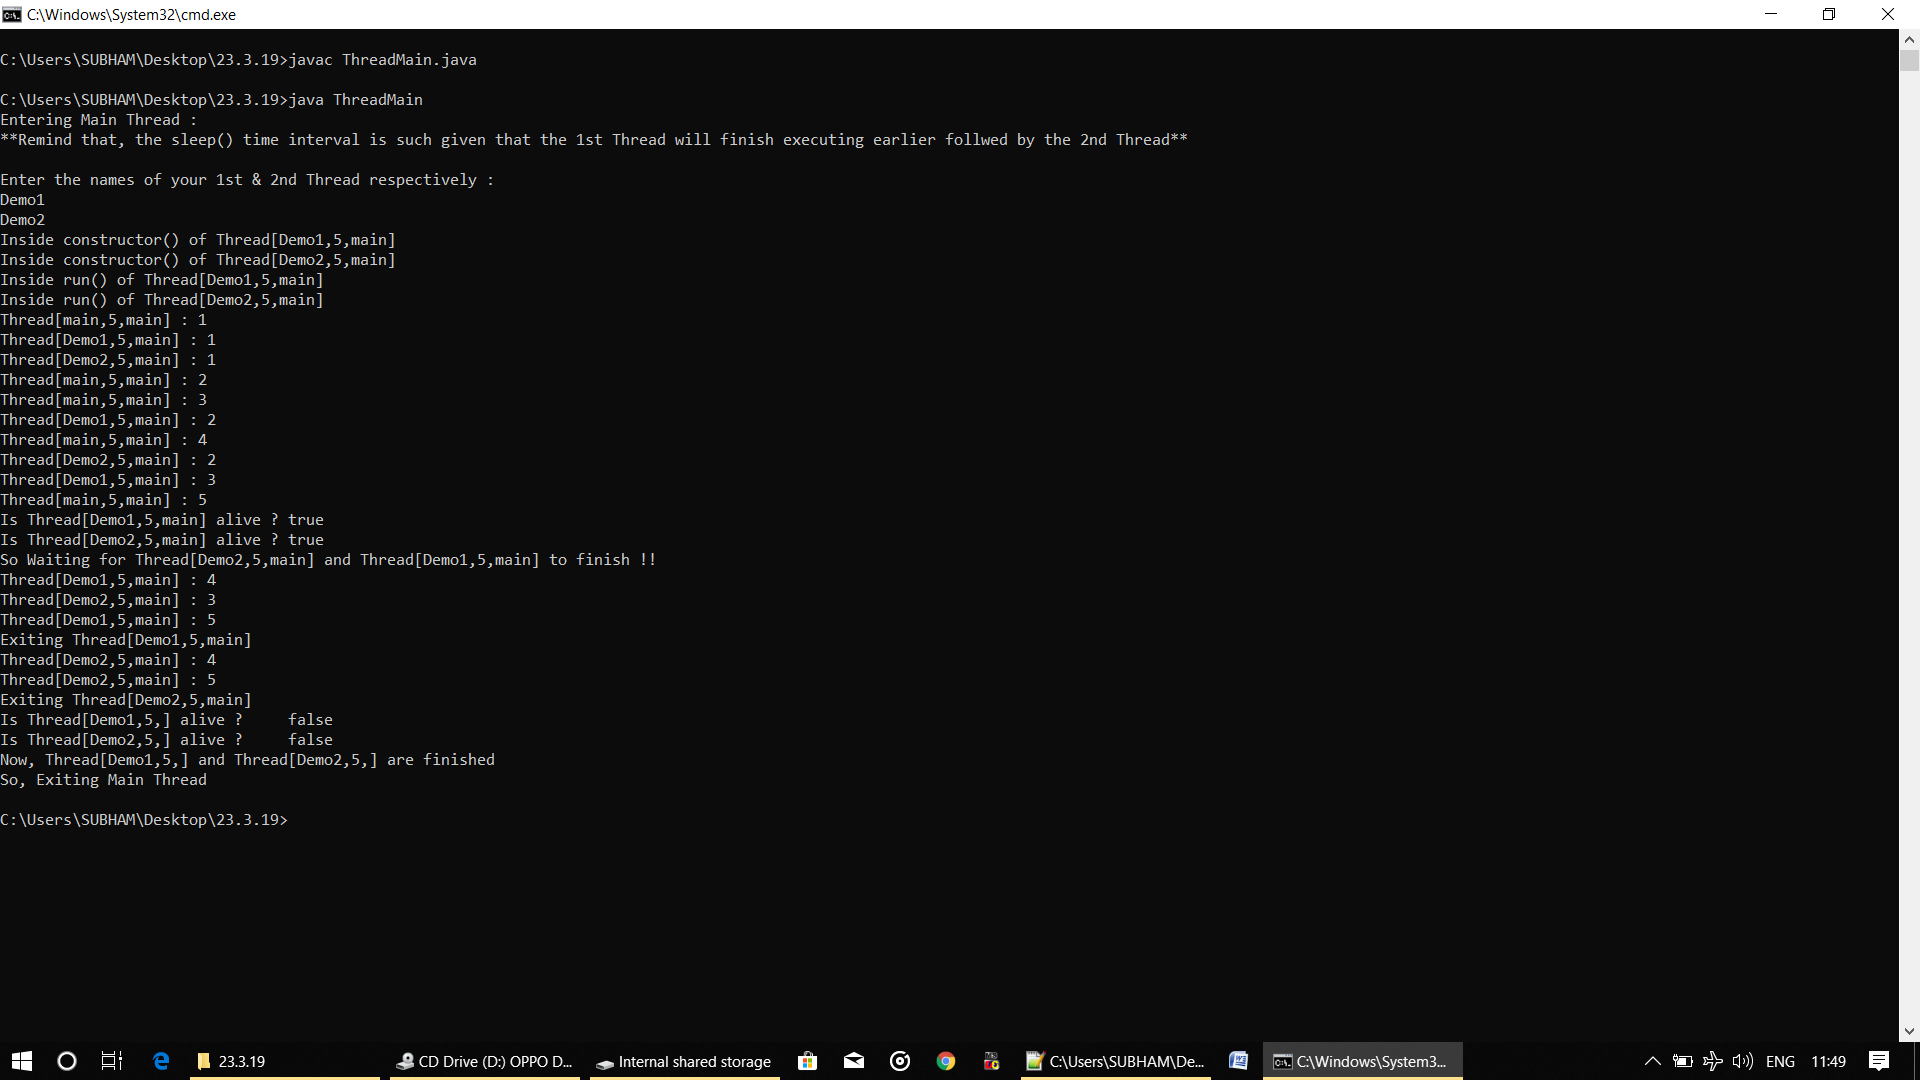 C:\Windows\System32\cmd.exe
C:\Users\SUBHAM\Desktop\23.3.19>javac ThreadMain.java
C:\Users\SUBHAM\Desktop\23.3.19>java ThreadMain
Entering Main Thread :
**Remind that, the sleep() time interval is such given that the 1st Thread will finish executing earlier follwed by the 2nd Thread**
Enter the names of your 1st & 2nd Thread respectively :
Demo1
Demo2
Inside constructor() of Thread[Demo1,5,main]
Inside constructor() of Thread[Demo2,5,main]
Inside run() of Thread[Demo1,5,main]
Inside run() of Thread[Demo2,5,main]
Thread[main,5,main] : 1
Thread[Demo1,5,main] : 1
Thread[Demo2,5,main] : 1
Thread[main,5,main] : 2
Thread[main,5,main] : 3
Thread[Demo1,5,main] : 2
Thread[main,5,main] : 4
Thread[Demo2,5,main] : 2
Thread[Demo1,5,main] : 3
Thread[main,5,main] : 5
Is Thread[Demo1,5,main] alive ? true
Is Thread[Demo2,5,main] alive ? true
So Waiting for Thread[Demo2,5,main] and Thread[Demo1,5,main] to finish !!
Thread[Demo1,5,main] : 4
Thread[Demo2,5,main] : 3
Thread[Demo1,5,main] : 5
Exiting Thread[Demo1,5,main]
Thread[Demo2,5,main] : 4
Thread[Demo2,5,main] : 5
Exiting Thread[Demo2,5,main]
Is Thread[Demo1,5,] alive ?     false
Is Thread[Demo2,5,] alive ?     false
Now, Thread[Demo1,5,] and Thread[Demo2,5,] are finished
So, Exiting Main Thread
C:\Users\SUBHAM\Desktop\23.3.19>
23.3.19 CD Drive (D:) OPPO D... Internal shared storage C:\Users\SUBHAM\De... C:\Windows\System3... ENG 11:49